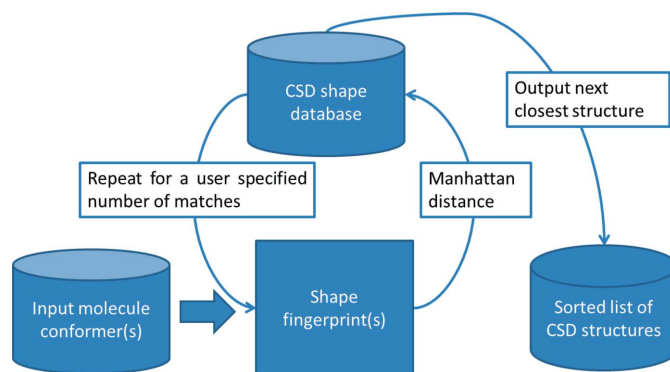 CSD shape
database
Output next
closest structure
Repeat for a user specified
number of matches
Manhattan
distance
Input molecule
conformer(s)
Shape
fingerprint(s)
Sorted list of
CSD structures